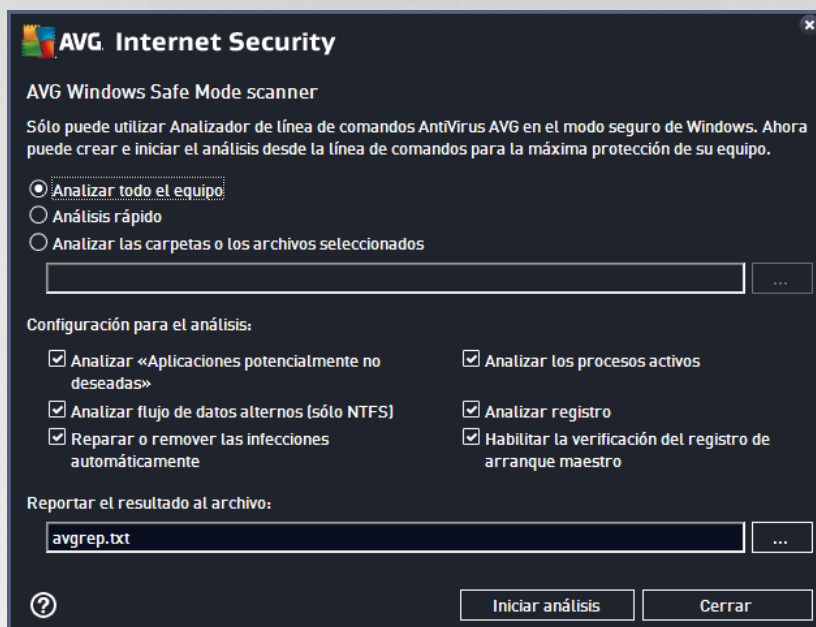 AVG Internet Security
AVG Windows Safe Mode scanner
Sólo puede utilizar Analizador de línea de comandos AntiVirus AVG en el modo seguro de Windows. Ahora
puede crear e iniciar el análisis desde la línea de comandos para la máxima protección de su equipo.
Analizar todo el equipo
Análisis rápido
Analizar las carpetas o los archivos seleccionados
...
Configuración para el análisis:
Analizar «Aplicaciones potencialmente no
deseadas»
Analizar los procesos activos
Analizar flujo de datos alternos (sólo NTFS)
Analizar registro
Reparar o remover las infecciones
automáticamente
Habilitar la verificación del registro de
arranque maestro
Reportar el resultado al archivo:
avgrep.txt
...
?
Iniciar análisis
Cerrar